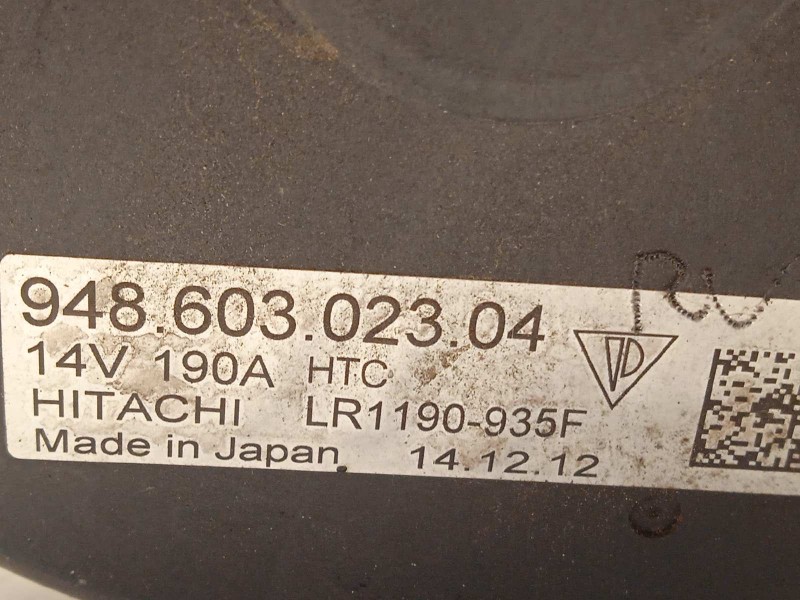 948.603.023.04
14V 190A HTC
HITACHI LR1190-935F
Made in Japan 14.12.12